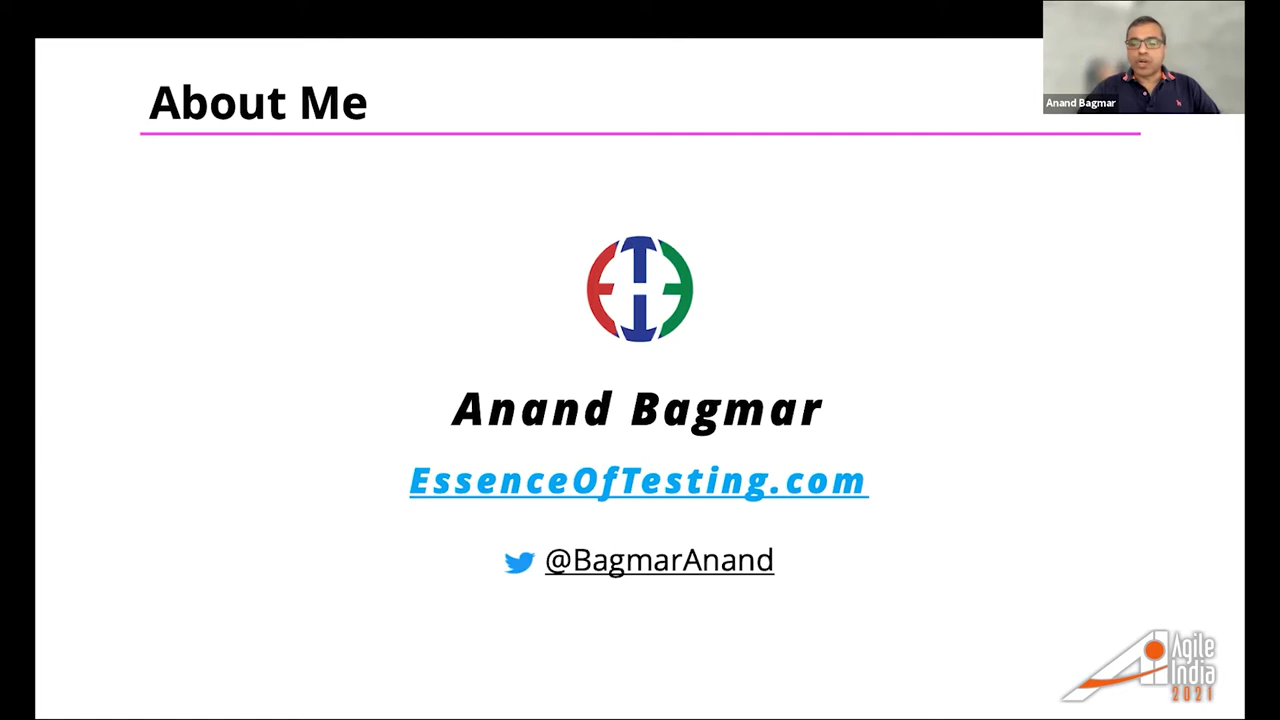 About Me
Anand Bagmar
Anand Bagmar
EssenceOfTesting.com
@BagmarAnand
Agile
India
2021